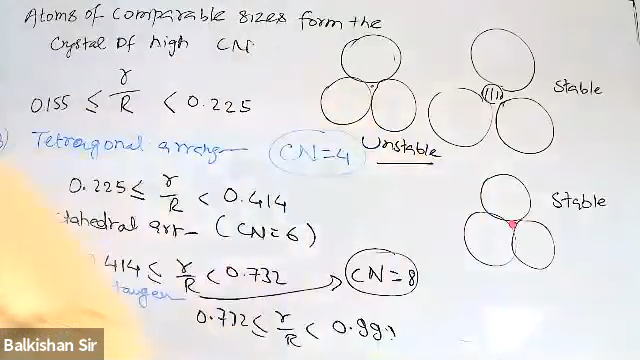 Atoms of comparable sizes form the
crystal of high CN
0.155 ≤ r/R < 0.225
Unstable
Stable
Tetragonal arrangn
CN=4
0.225 ≤ r/R < 0.414
Stable
tahedral arr- (CN=6)
.414 ≤ r/R < 0.732
CN=8
0.732 ≤ r/R < 0.99
Balkishan Sir